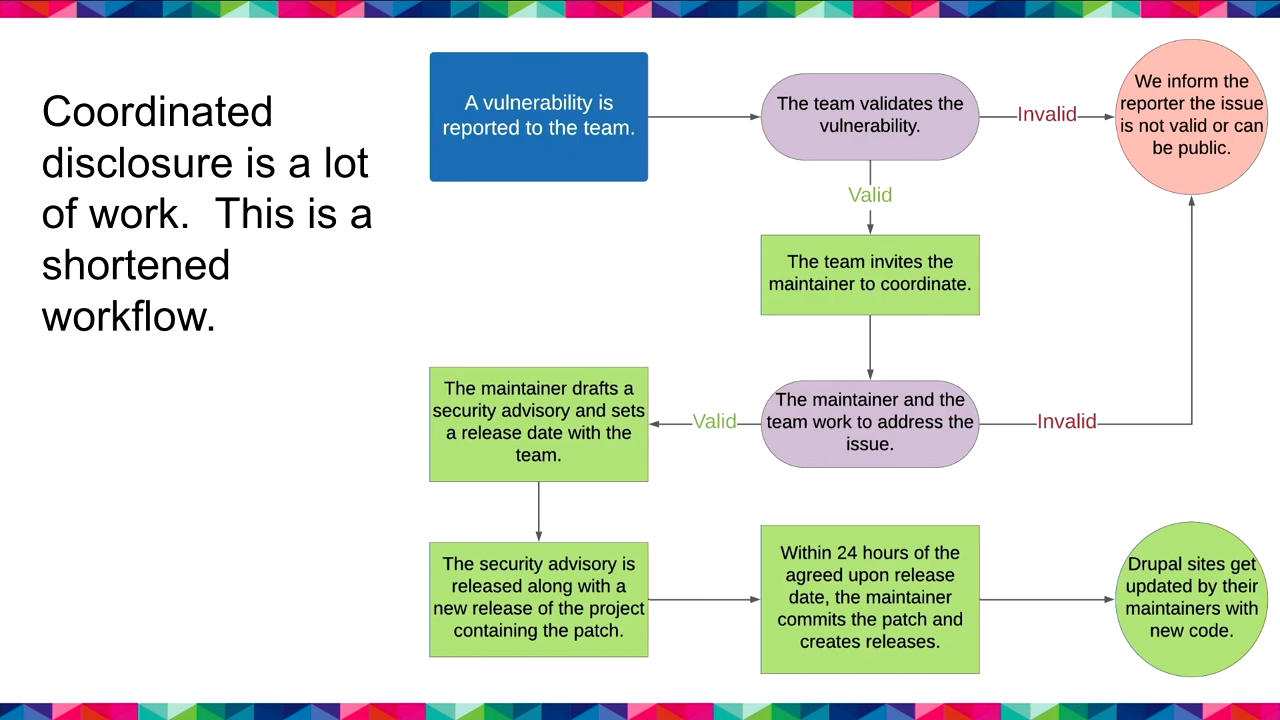 Coordinated
disclosure is a lot
of work.  This is a
shortened
workflow.
A vulnerability is
reported to the team.
The team validates the
vulnerability.
Invalid
We inform the
reporter the issue
is not valid or can
be public.
Valid
The team invites the
maintainer to coordinate.
The maintainer and the
team work to address the
issue.
Invalid
Valid
The maintainer drafts a
security advisory and sets
a release date with the
team.
The security advisory is
released along with a
new release of the project
containing the patch.
Within 24 hours of the
agreed upon release
date, the maintainer
commits the patch and
creates releases.
Drupal sites get
updated by their
maintainers with
new code.